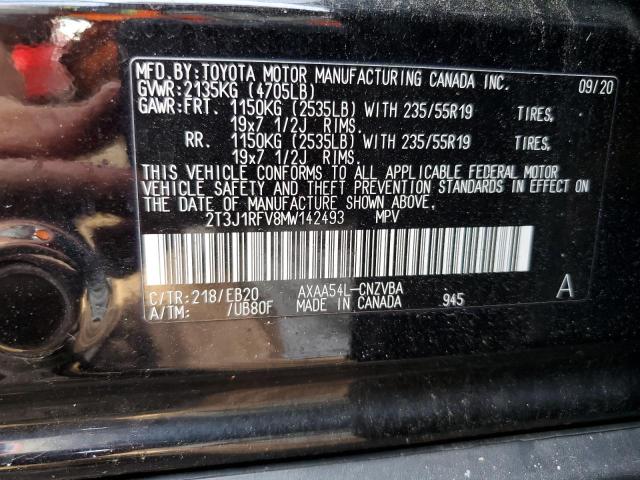 MFD.BY:TOYOTA MOTOR MANUFACTURING CANADA INC.
GVWR:2135KG (4705LB) 09/20
GAWR:FRT. 1150KG (2535LB) WITH 235/55R19 TIRES,
19x7 1/2J RIMS.
RR. 1150KG (2535LB) WITH 235/55R19 TIRES,
19x7 1/2J RIMS.
THIS VEHICLE CONFORMS TO ALL APPLICABLE FEDERAL MOTOR
VEHICLE SAFETY AND THEFT PREVENTION STANDARDS IN EFFECT ON
THE DATE OF MANUFACTURE SHOWN ABOVE.
2T3J1RFV8MW142493 MPV
C/TR:218/EB20 AXAA54L-CNZVBA A
A/TM: /UB80F MADE IN CANADA 945